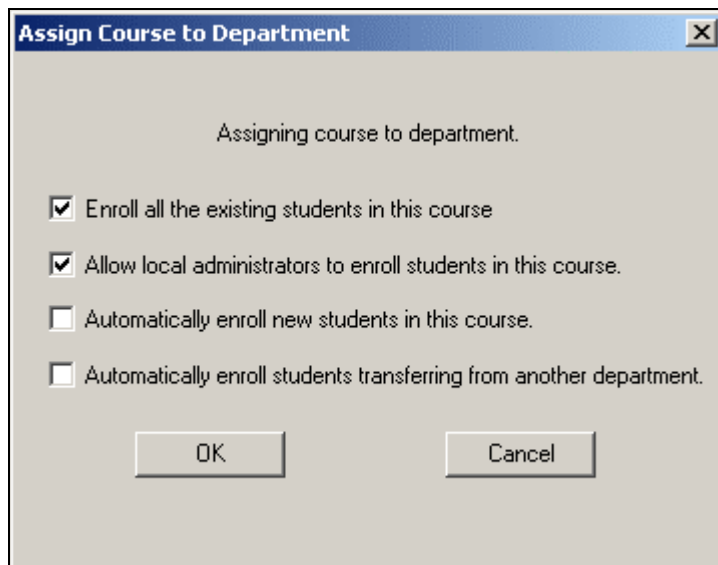 Assign Course to Department
Assigning course to department.
Enroll all the existing students in this course
Allow local administrators to enroll students in this course.
Automatically enroll new students in this course.
Automatically enroll students transferring from another department.
OK Cancel